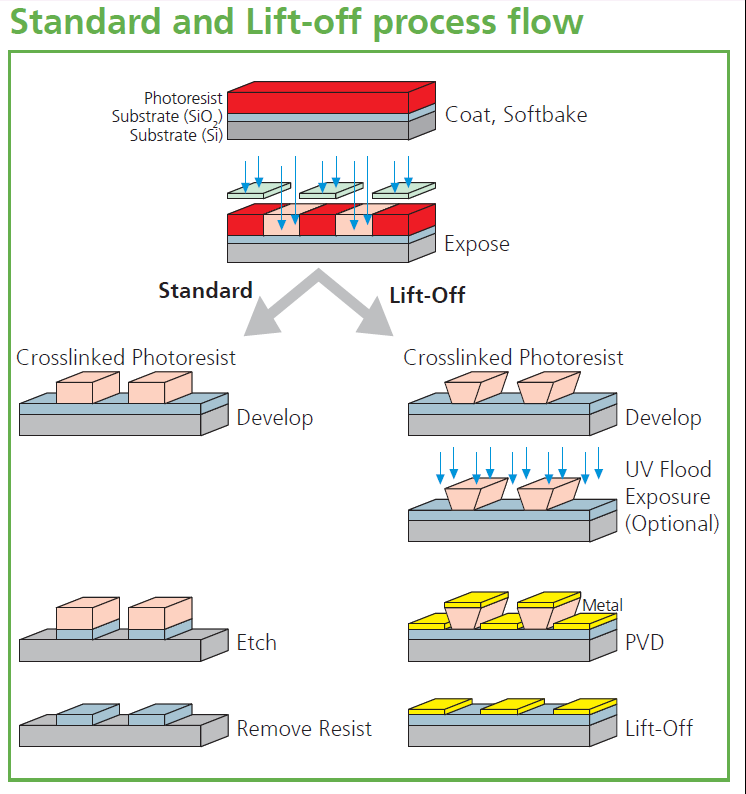 Standard and Lift-off process flow
Photoresist
Substrate (SiO₂)
Substrate (Si)
Coat, Softbake
Expose
Standard
Lift-Off
Crosslinked Photoresist
Develop
Crosslinked Photoresist
Develop
UV Flood
Exposure
(Optional)
Etch
Metal
PVD
Remove Resist
Lift-Off